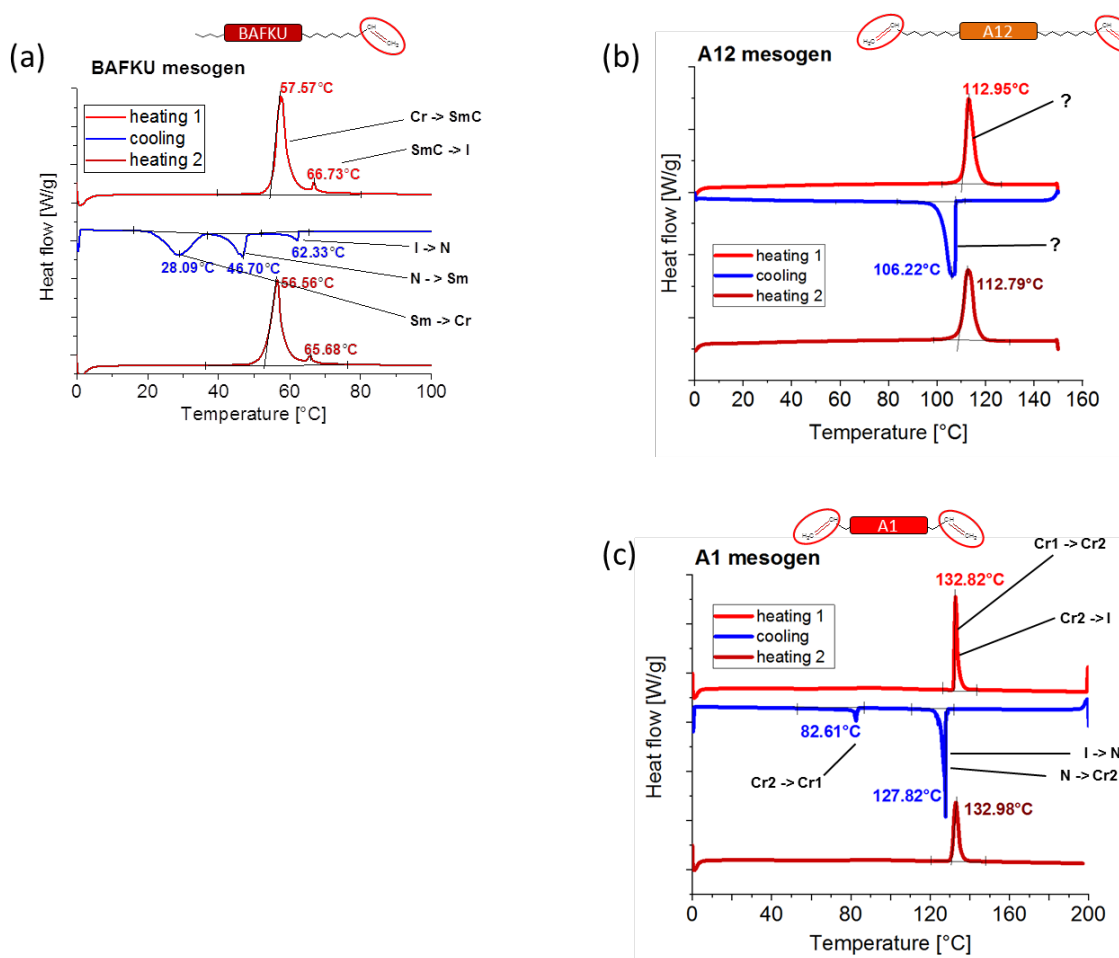 BAFKU
CH
CH₂
(a)
BAFKU mesogen
57.57°C
heating 1
cooling
heating 2
Cr -> SmC
SmC -> I
66.73°C
Heat flow [W/g]
62.33°C
I -> N
28.09°C
46.70°C
N -> Sm
56.56°C
Sm -> Cr
65.68°C
0 20 40 60 80 100
Temperature [°C]
A12
(b)
A12 mesogen
112.95°C
?
?
heating 1
cooling
heating 2
106.22°C
112.79°C
Heat flow [W/g]
0 20 40 60 80 100 120 140 160
Temperature [°C]
A1
(c)
A1 mesogen
Cr1 -> Cr2
132.82°C
Cr2 -> I
heating 1
cooling
heating 2
Heat flow [W/g]
82.61°C
I -> N
Cr2 -> Cr1
N -> Cr2
127.82°C
132.98°C
0 40 80 120 160 200
Temperature [°C]